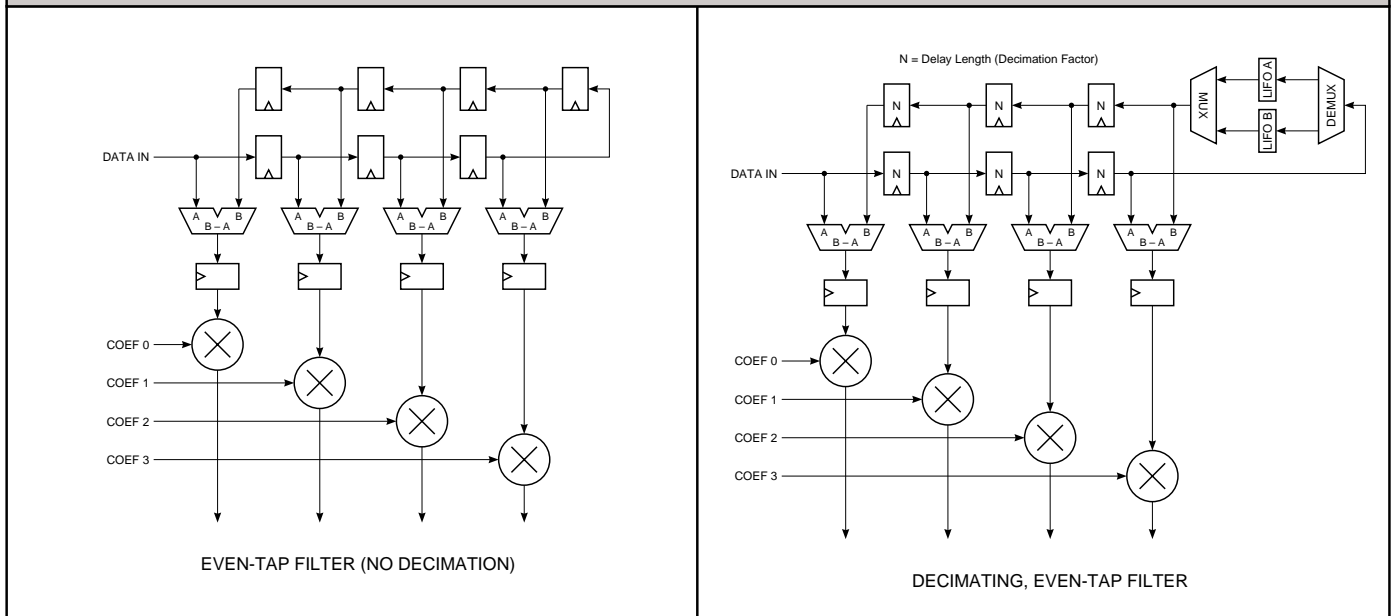 DATA IN
A B A B A B A B
B – A B – A B – A B – A
COEF 0
COEF 1
COEF 2
COEF 3
EVEN-TAP FILTER (NO DECIMATION)
N = Delay Length (Decimation Factor)
N N N
MUX
LIFO A
LIFO B
DEMUX
DATA IN
N N N
A B A B A B A B
B – A B – A B – A B – A
COEF 0
COEF 1
COEF 2
COEF 3
DECIMATING, EVEN-TAP FILTER